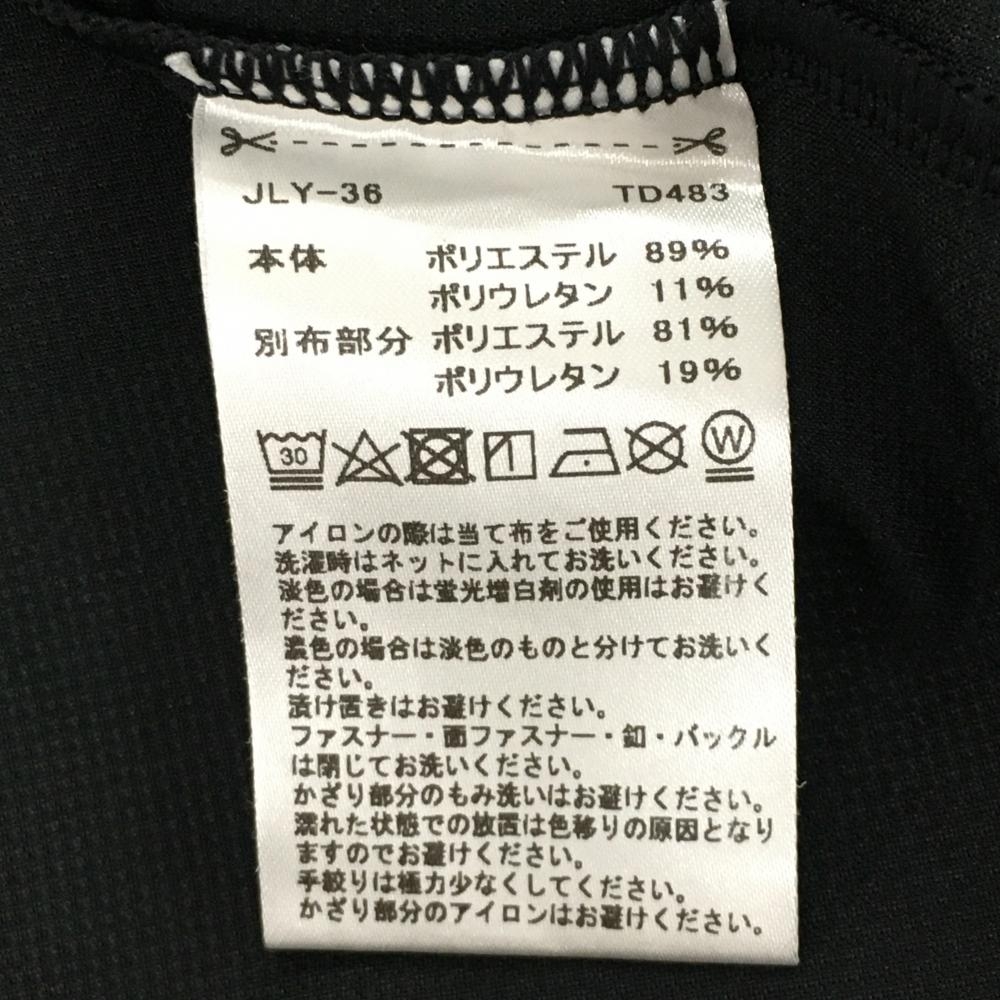 JLY-36 TD483
本体 ポリエステル 89%
ポリウレタン 11%
別布部分 ポリエステル 81%
ポリウレタン 19%
30 W
アイロンの際は当て布をご使用ください。
洗濯時はネットに入れてお洗いください。
淡色の場合は蛍光増白剤の使用はお避けく
ださい。
濃色の場合は淡色のものと分けてお洗いく
ださい。
漬け置きはお避けください。
ファスナー・面ファスナー・釦・バックル
は閉じてお洗いください。
かざり部分のもみ洗いはお避けください。
濡れた状態での放置は色移りの原因となり
ますのでお避けください。
手絞りは極力少なくしてください。
かざり部分のアイロンはお避けください。